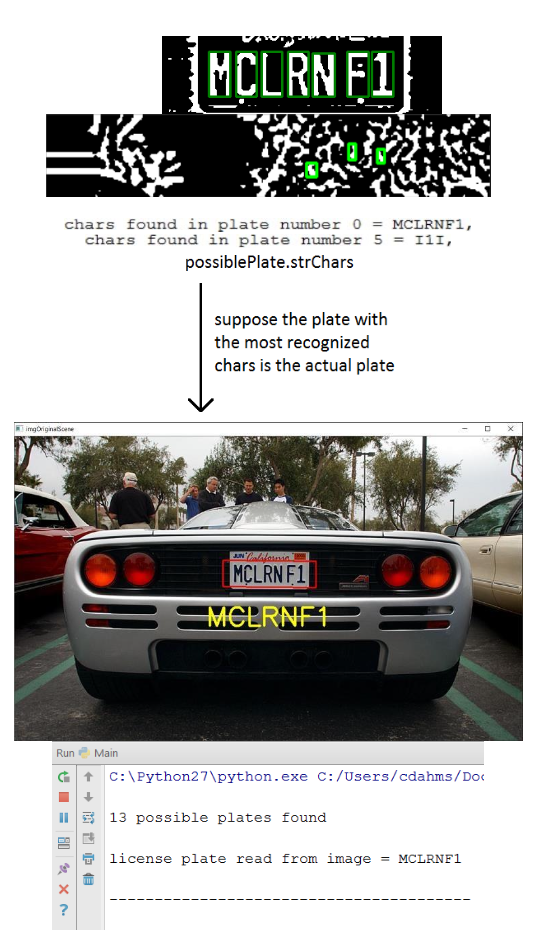 MCLRN F1
chars found in plate number 0 = MCLRNF1,
chars found in plate number 5 = I1I,
possiblePlate.strChars
suppose the plate with
the most recognized
chars is the actual plate
imgOriginalScene
JUN California
MCLRN F1
MCLRNF1
Run Main
C:\Python27\python.exe C:/Users/cdahms/Doc
13 possible plates found
license plate read from image = MCLRNF1
----------------------------------------